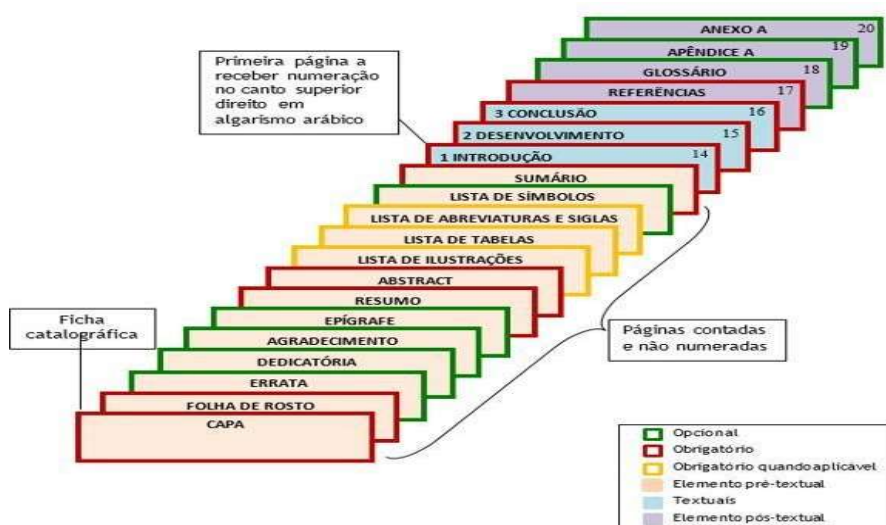 ANEXO A 20
APÊNDICE A 19
GLOSSÁRIO 18
REFERÊNCIAS 17
3 CONCLUSÃO 16
2 DESENVOLVIMENTO 15
1 INTRODUÇÃO 14
SUMÁRIO
LISTA DE SÍMBOLOS
LISTA DE ABREVIATURAS E SIGLAS
LISTA DE TABELAS
LISTA DE ILUSTRAÇÕES
ABSTRACT
RESUMO
EPÍGRAFE
AGRADECIMENTO
DEDICATÓRIA
ERRATA
FOLHA DE ROSTO
CAPA
Primeira página a
receber numeração
no canto superior
direito em
algarismo arábico
Ficha
catalográfica
Páginas contadas
e não numeradas
Opcional
Obrigatório
Obrigatório quando aplicável
Elemento pré-textual
Textuais
Elemento pós-textual